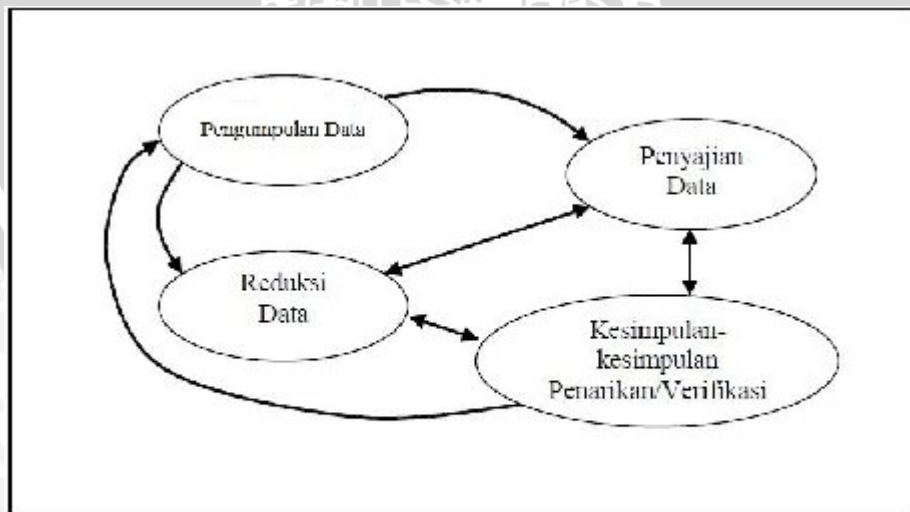 Pengumpulan Data
Penyajian
Data
Reduksi
Data
Kesimpulan-
kesimpulan
Penarikan/Verifikasi